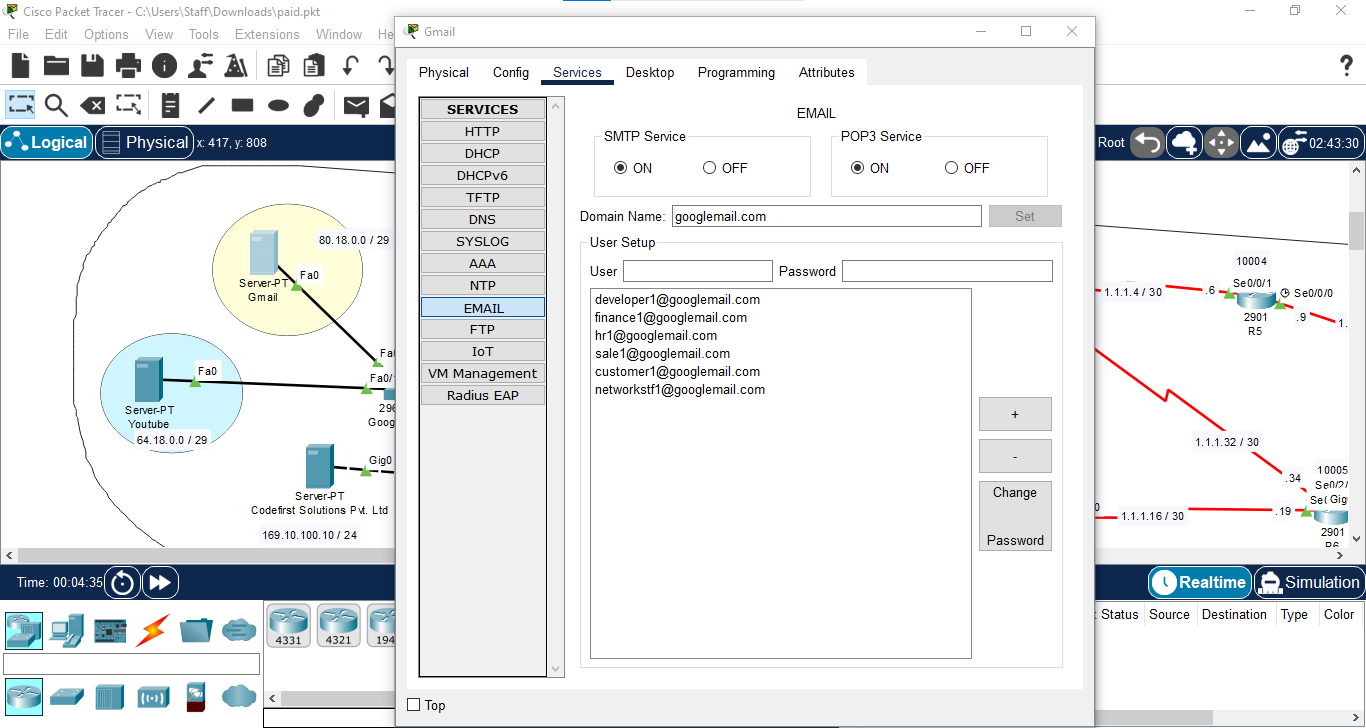 Cisco Packet Tracer - C:\Users\Staff\Downloads\paid.pkt
File Edit Options View Tools Extensions Window He
Logical
Physical
x: 417, y: 808
Root
02:43:30
80.18.0.0 / 29
Fa0
Server-PT
Gmail
Fa0
Fa0/
Server-PT
Youtube
64.18.0.0 / 29
Goog
Gig0
Server-PT
Codefirst Solutions Pvt. Ltd
169.10.100.10 / 24
Gmail
Physical Config Services Desktop Programming Attributes
SERVICES
HTTP
DHCP
DHCPv6
TFTP
DNS
SYSLOG
AAA
NTP
EMAIL
FTP
IoT
VM Management
Radius EAP
EMAIL
SMTP Service
ON
OFF
POP3 Service
ON
OFF
Domain Name: googlemail.com
Set
User Setup
User
Password
developer1@googlemail.com
finance1@googlemail.com
hr1@googlemail.com
sale1@googlemail.com
customer1@googlemail.com
networkstf1@googlemail.com
+
-
Change
Password
Top
10004
Se0/0/1
Se0/0/0
1.1.1.4 / 30
.6
2901
R5
.9
1.
1.1.1.32 / 30
.34
10005
Se0/2/
Se(
Gig
1.1.1.16 / 30
.19
2901
R6
Time: 00:04:35
Realtime
Simulation
4331
4321
194
t Status Source Destination Type Color